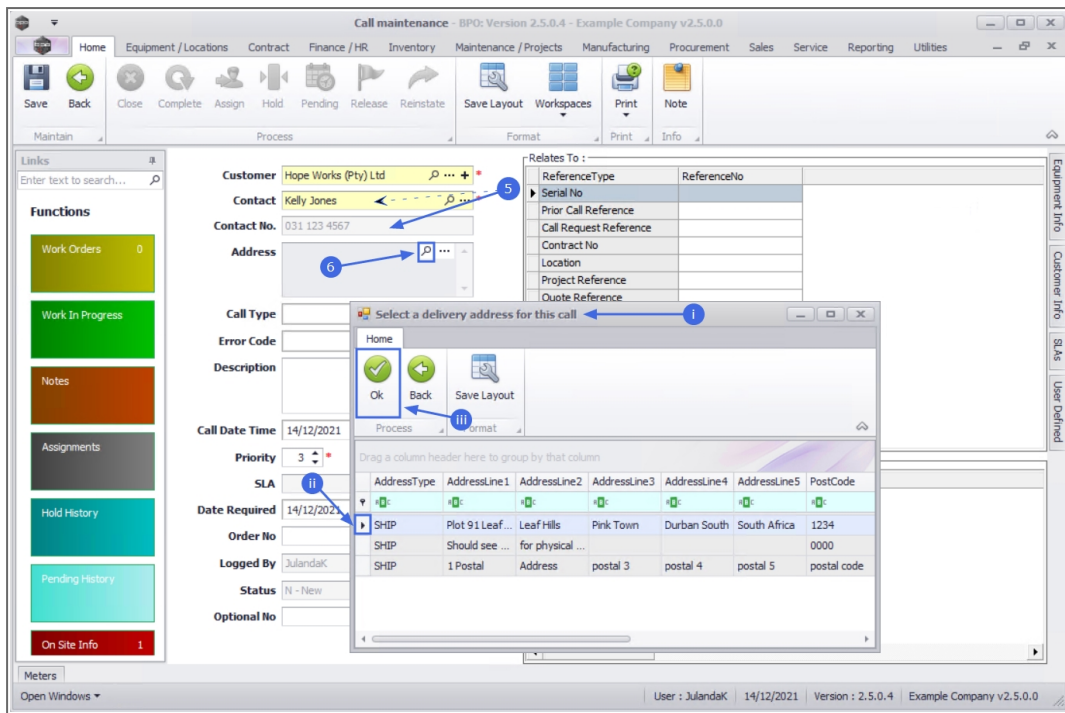 Call maintenance - BPO: Version 2.5.0.4 - Example Company v2.5.0.0
Home Equipment / Locations Contract Finance / HR Inventory Maintenance / Projects Manufacturing Procurement Sales Service Reporting Utilities
Save Back Close Complete Assign Hold Pending Release Reinstate Save Layout Workspaces Print Note
Maintain Process Format Print Info
Links
Enter text to search...
Functions
Work Orders 0
Work In Progress
Notes
Assignments
Hold History
Pending History
On Site Info 1
Customer Hope Works (Pty) Ltd *
Contact Kelly Jones *
5
Contact No. 031 123 4567
Address
6
Call Type
Error Code
Description
Call Date Time 14/12/2021
Priority 3 *
SLA
Date Required 14/12/2021
Order No
Logged By JulandaK
Status N - New
Optional No
Relates To :
ReferenceType ReferenceNo
Serial No
Prior Call Reference
Call Request Reference
Contract No
Location
Project Reference
Quote Reference
Equipment Info
Customer Info
SLAs
User Defined
Select a delivery address for this call
i
Home
Ok Back Save Layout
iii
Process Format
Drag a column header here to group by that column
AddressType AddressLine1 AddressLine2 AddressLine3 AddressLine4 AddressLine5 PostCode
ii
SHIP Plot 91 Leaf... Leaf Hills Pink Town Durban South South Africa 1234
SHIP Should see ... for physical ... 0000
SHIP 1 Postal Address postal 3 postal 4 postal 5 postal code
Meters
Open Windows
User : JulandaK 14/12/2021 Version : 2.5.0.4 Example Company v2.5.0.0